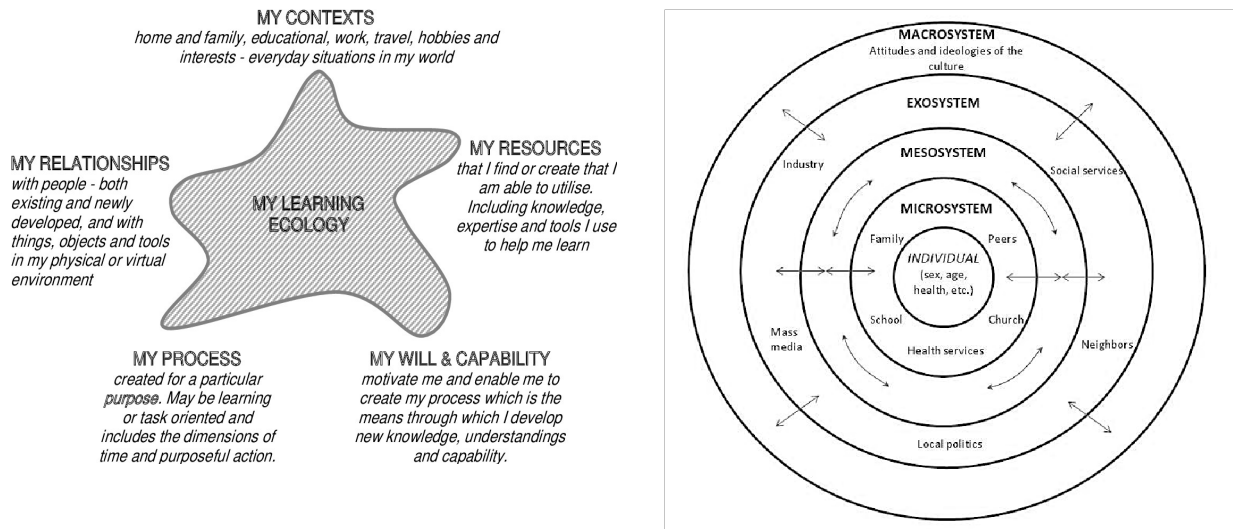 MY CONTEXTS
home and family, educational, work, travel, hobbies and
interests - everyday situations in my world
MY RELATIONSHIPS
with people - both
existing and newly
developed, and with
things, objects and tools
in my physical or virtual
environment
MY LEARNING
ECOLOGY
MY RESOURCES
that I find or create that I
am able to utilise.
Including knowledge,
expertise and tools I use
to help me learn
MY PROCESS
created for a particular
purpose. May be learning
or task oriented and
includes the dimensions of
time and purposeful action.
MY WILL & CAPABILITY
motivate me and enable me to
create my process which is the
means through which I develop
new knowledge, understandings
and capability.
MACROSYSTEM
Attitudes and ideologies of the
culture
EXOSYSTEM
MESOSYSTEM
Industry
Social services
MICROSYSTEM
Family
Peers
INDIVIDUAL
(sex, age,
health, etc.)
School
Church
Health services
Mass
media
Neighbors
Local politics